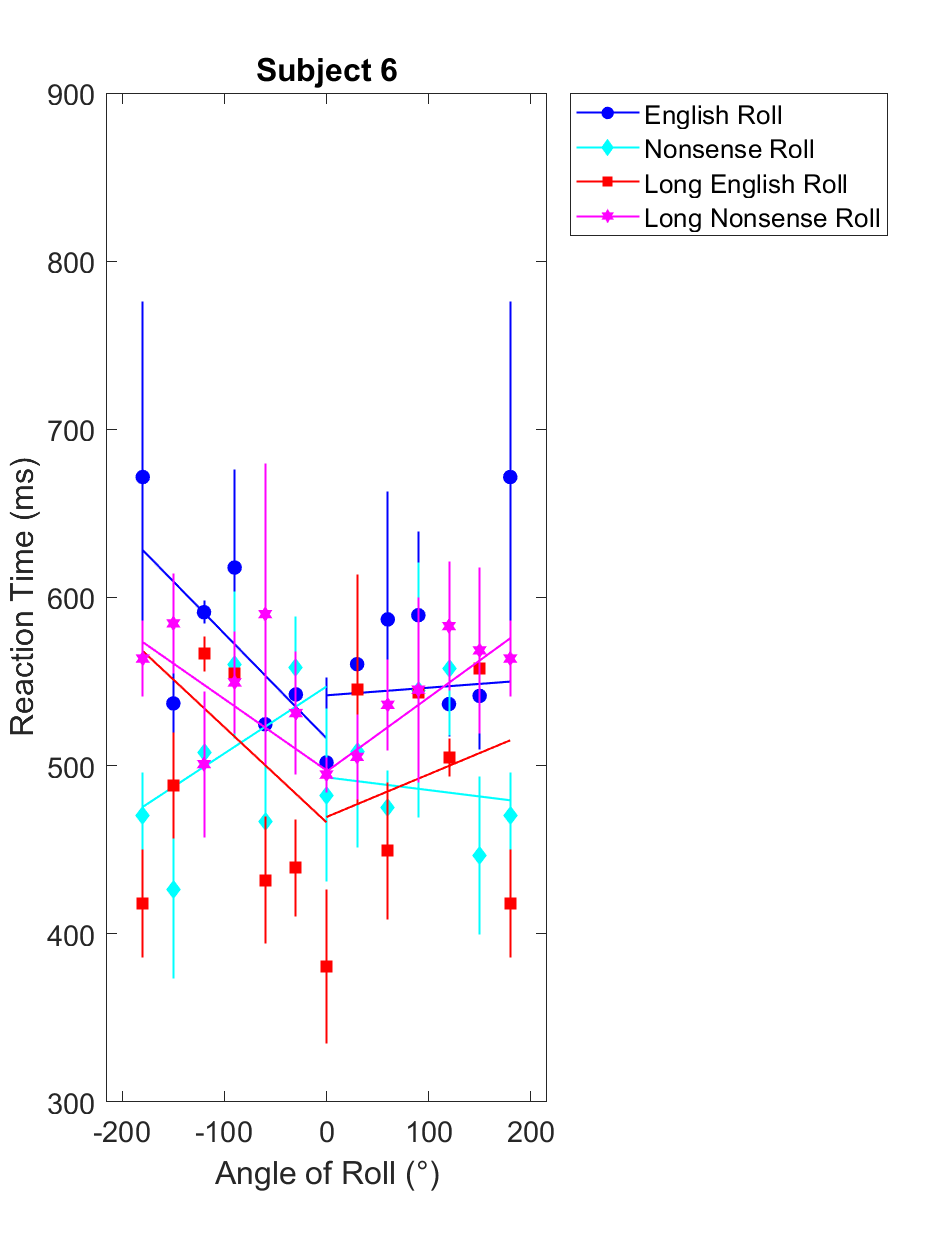 Subject 6
900
800
700
600
500
400
300
-200 -100 0 100 200
Reaction Time (ms)
Angle of Roll (°)
English Roll
Nonsense Roll
Long English Roll
Long Nonsense Roll